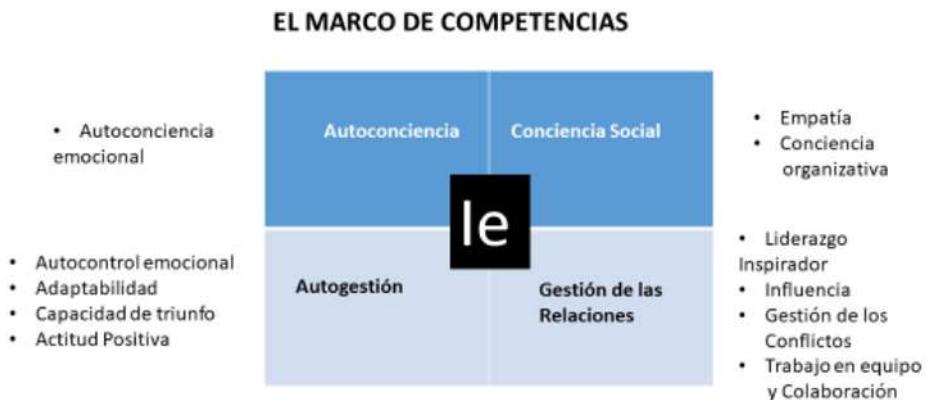 EL MARCO DE COMPETENCIAS
• Autoconciencia
emocional
Autoconciencia
Conciencia Social
• Empatía
• Conciencia
organizativa
Ie
• Autocontrol emocional
• Adaptabilidad
• Capacidad de triunfo
• Actitud Positiva
Autogestión
Gestión de las
Relaciones
• Liderazgo
Inspirador
• Influencia
• Gestión de los
Conflictos
• Trabajo en equipo
y Colaboración